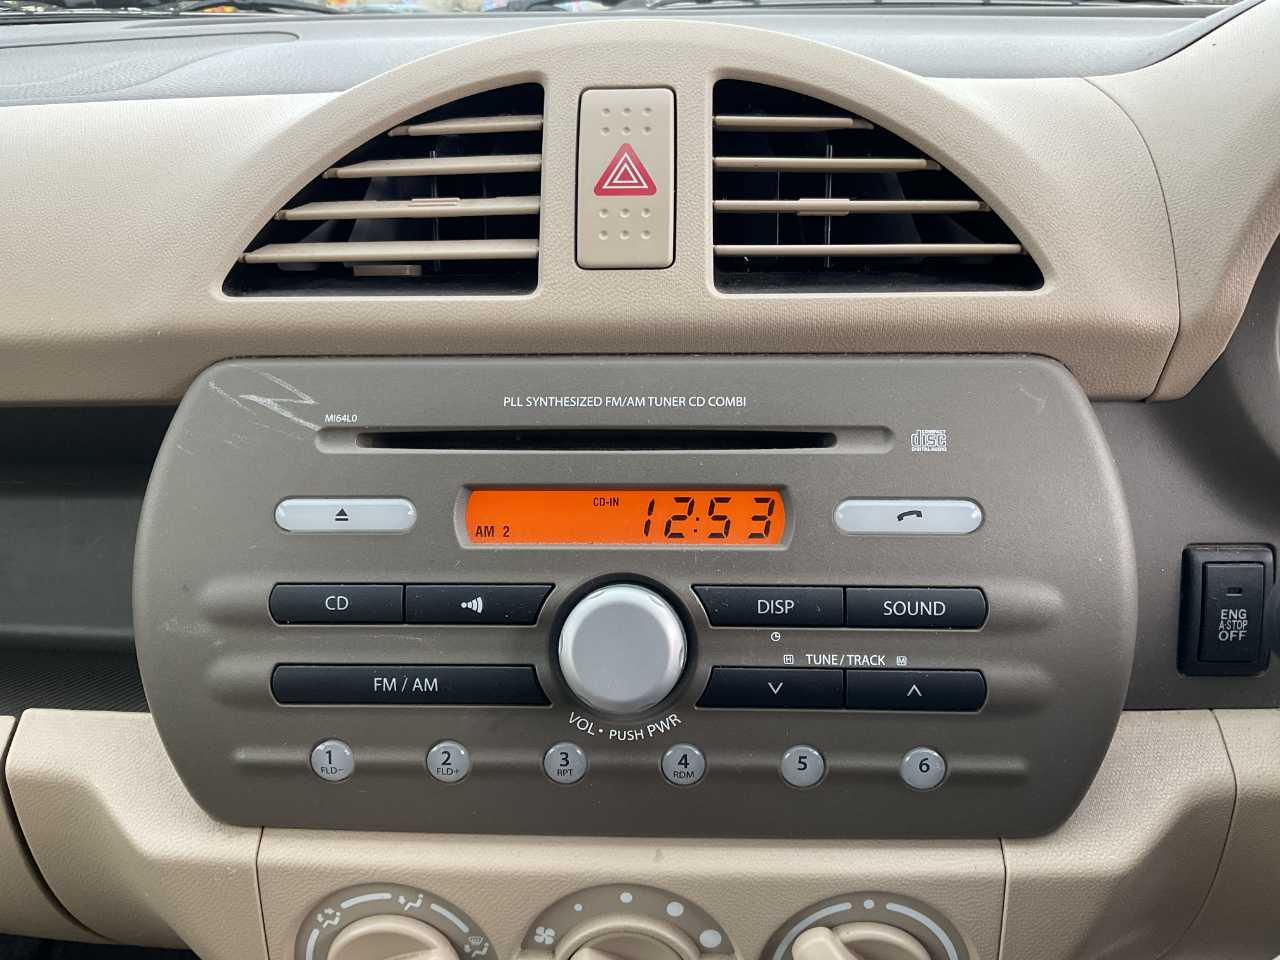 PLL SYNTHESIZED FM/AM TUNER CD COMBI
MI64L0
COMPACT
disc
DIGITAL AUDIO
CD-IN
12:53
AM 2
CD
DISP
SOUND
ENG
A-STOP
OFF
H TUNE/TRACK M
FM / AM
VOL • PUSH PWR
1
FLD−
2
FLD+
3
RPT
4
RDM
5
6